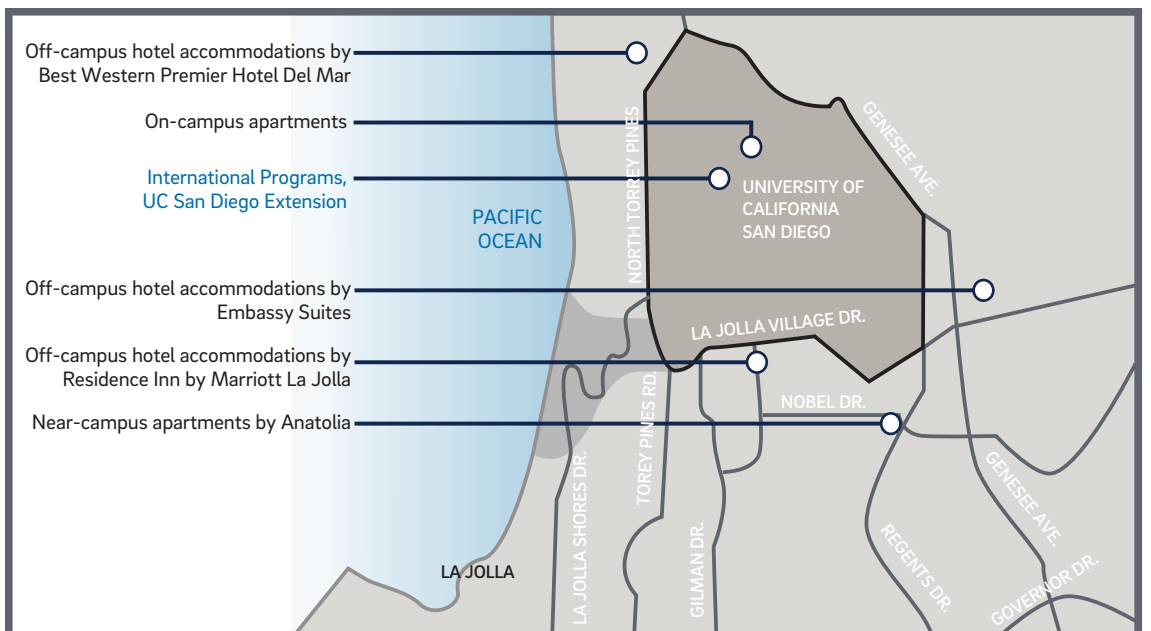 Off-campus hotel accommodations by
Best Western Premier Hotel Del Mar
On-campus apartments
International Programs,
UC San Diego Extension
PACIFIC
OCEAN
Off-campus hotel accommodations by
Embassy Suites
Off-campus hotel accommodations by
Residence Inn by Marriott La Jolla
Near-campus apartments by Anatolia
NORTH TORREY PINES
GENESEE AVE.
UNIVERSITY OF
CALIFORNIA
SAN DIEGO
LA JOLLA VILLAGE DR.
NOBEL DR.
TOREY PINES RD.
LA JOLLA SHORES DR.
GILMAN DR.
REGENTS DR.
GENESEE AVE.
GOVERNOR DR.
LA JOLLA